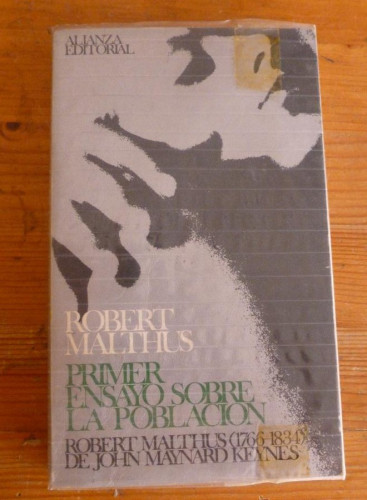 ALIANZA
EDITORIAL
ROBERT
MALTHUS
PRIMER
ENSAYO SOBRE
LA POBLACION
ROBERT MALTHUS (1766-1834)
DE JOHN MAYNARD KEYNES